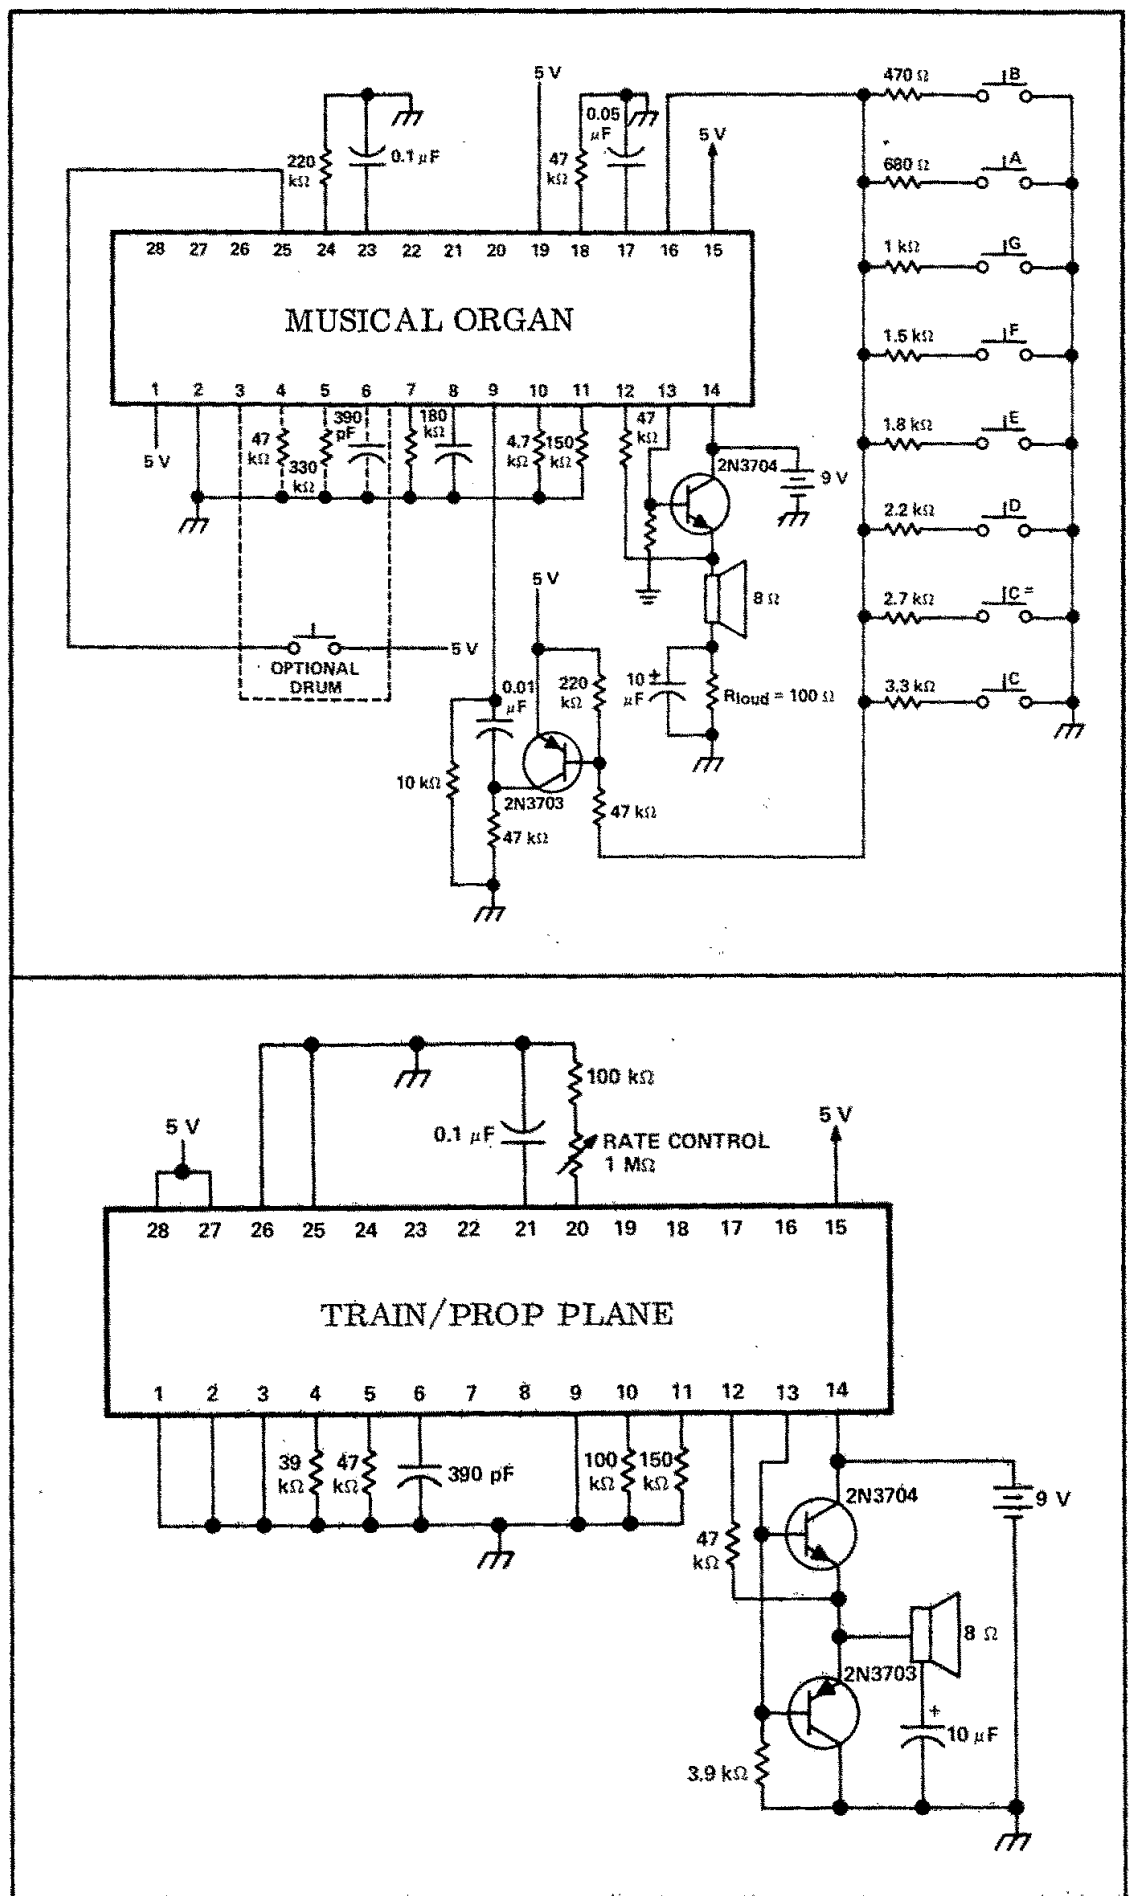 5 V
470 Ω B
0.05
µF
220
kΩ
0.1 µF
47
kΩ
5 V
680 Ω A
28 27 26 25 24 23 22 21 20 19 18 17 16 15
1 kΩ G
MUSICAL ORGAN
1.5 kΩ F
1 2 3 4 5 6 7 8 9 10 11 12 13 14
5 V
47
kΩ
330
kΩ
390
pF
180
kΩ
4.7
kΩ
150
kΩ
47
kΩ
2N3704
9 V
1.8 kΩ E
2.2 kΩ D
5 V
8 Ω
2.7 kΩ C=
OPTIONAL
DRUM
5 V
0.01
µF
220
kΩ
10
µF
+
Rloud = 100 Ω
3.3 kΩ C
10 kΩ
2N3703
47 kΩ
47 kΩ
100 kΩ
5 V
0.1 µF
RATE CONTROL
1 MΩ
5 V
28 27 26 25 24 23 22 21 20 19 18 17 16 15
TRAIN/PROP PLANE
1 2 3 4 5 6 7 8 9 10 11 12 13 14
39
kΩ
47
kΩ
390 pF
100
kΩ
150
kΩ
2N3704
9 V
47
kΩ
8 Ω
2N3703
+
10 µF
3.9 kΩ